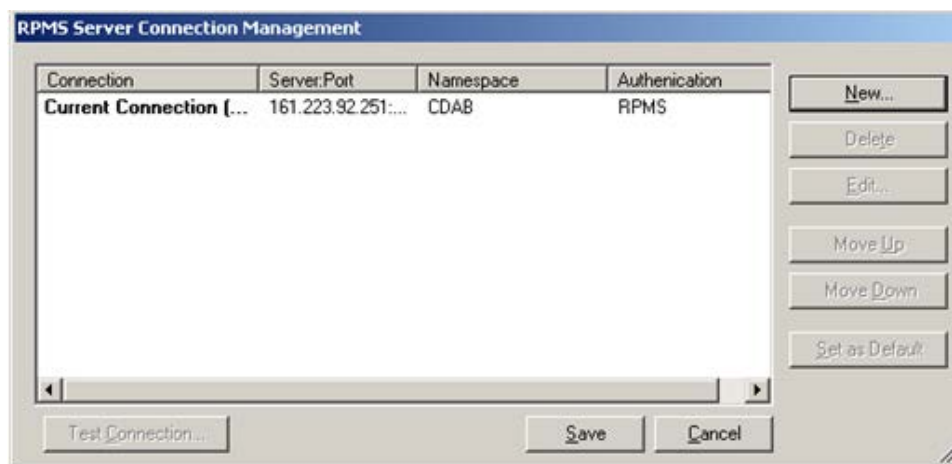 RPMS Server Connection Management
Connection Server:Port Namespace Authenication
Current Connection (... 161.223.92.251:... CDAB RPMS
New...
Delete
Edit...
Move Up
Move Down
Set as Default
Test Connection... Save Cancel